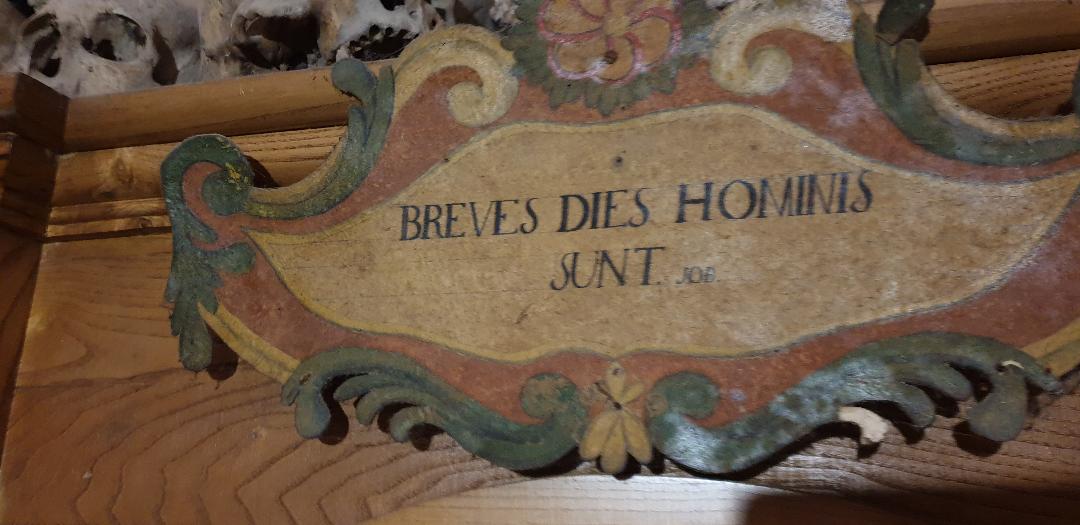 BREVES DIES HOMINIS
SUNT. JOB.